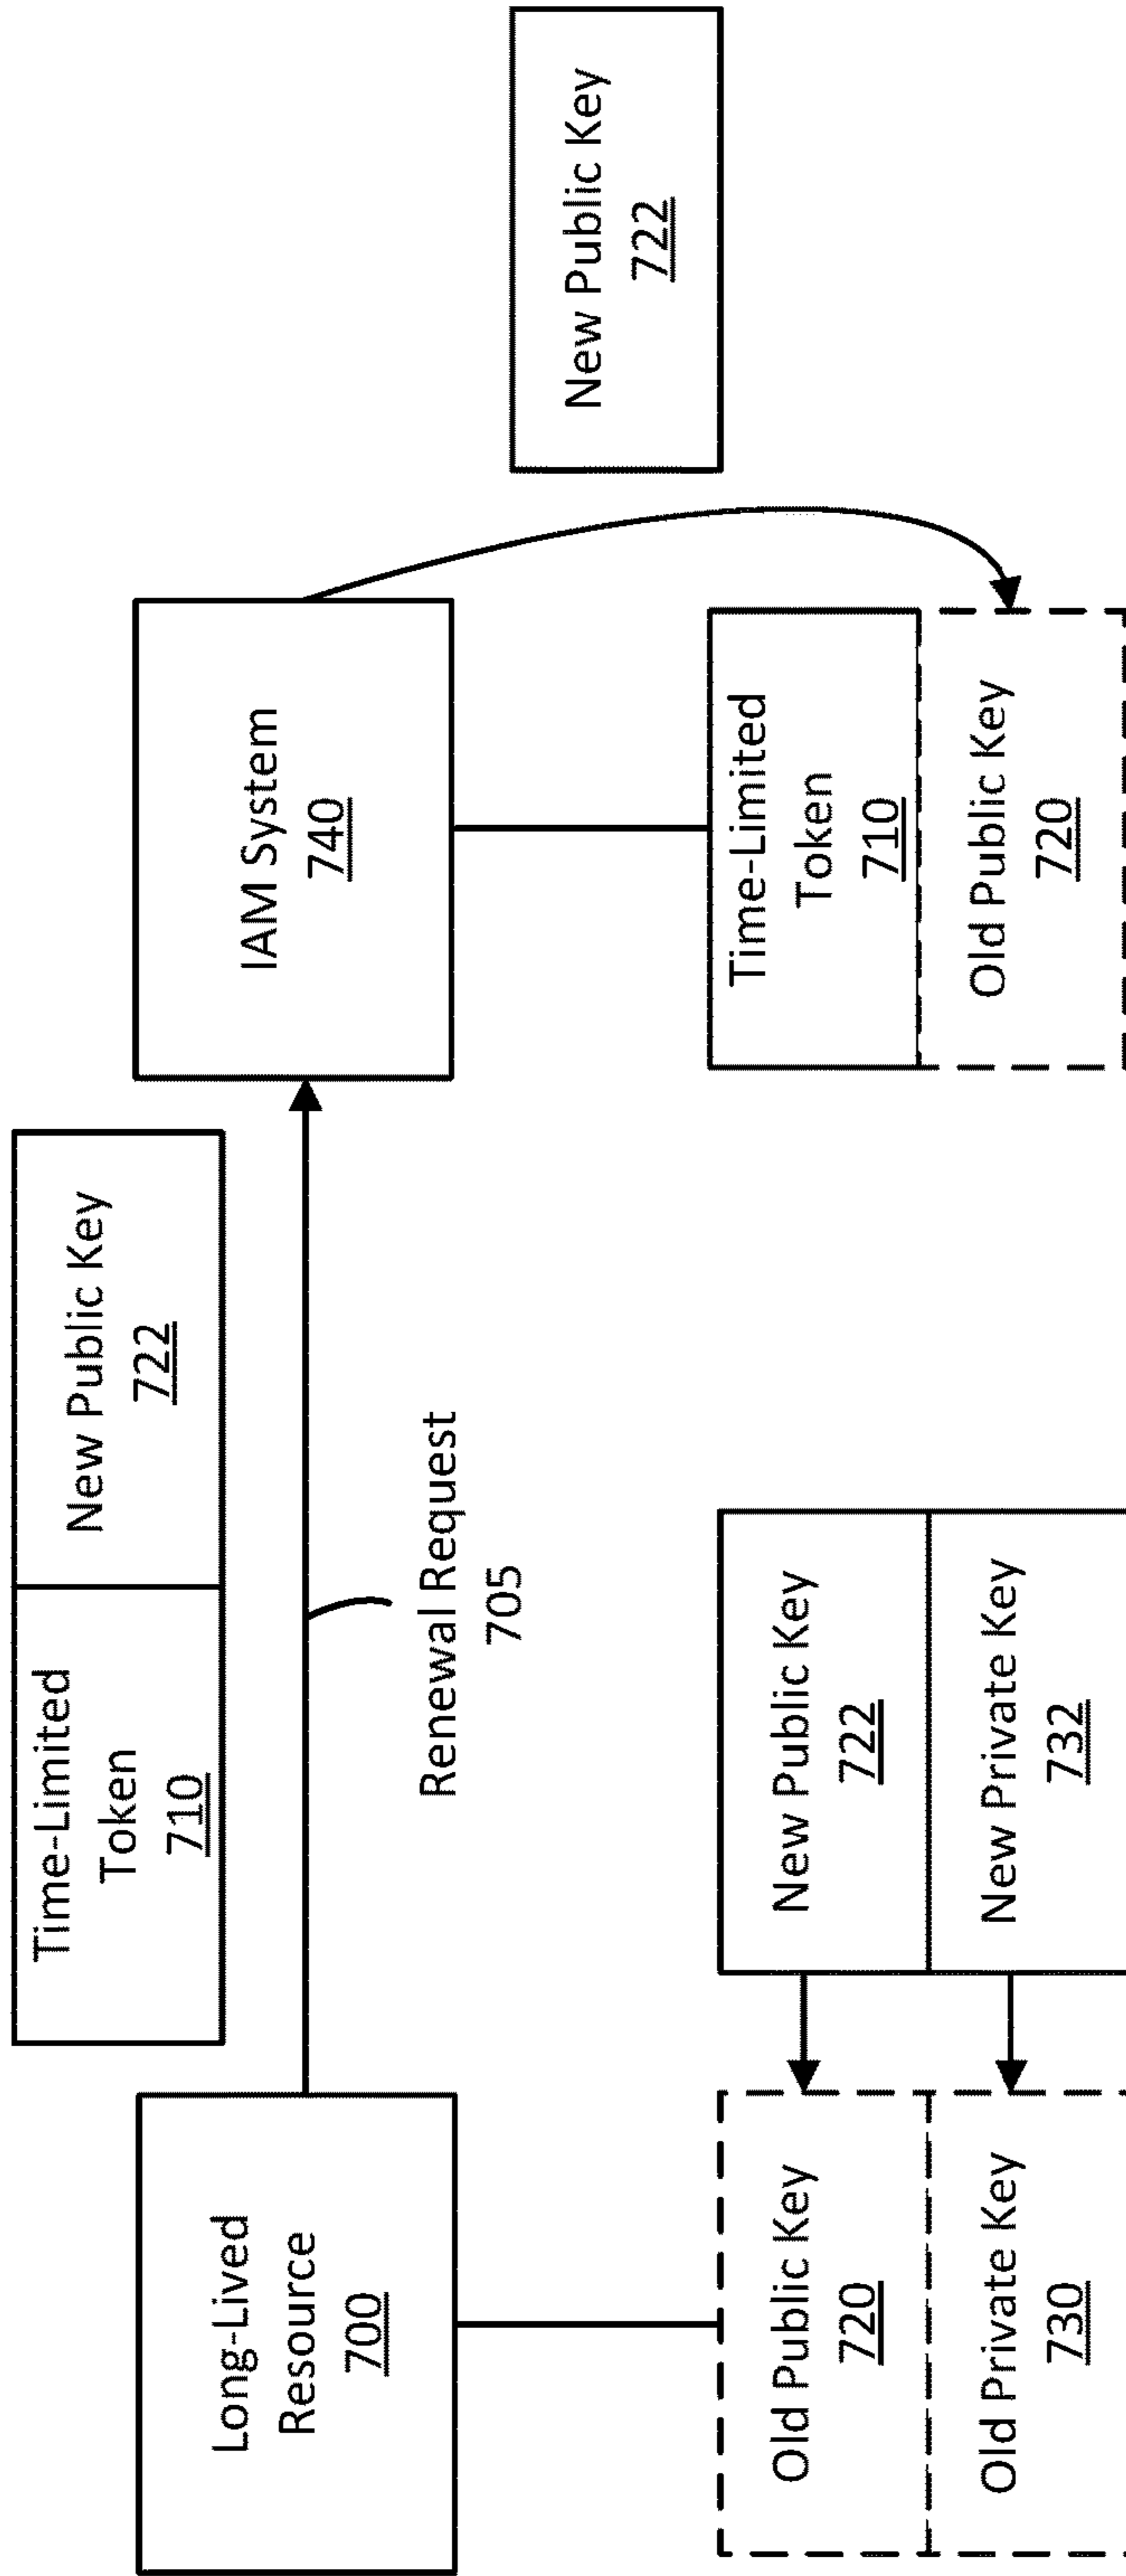 Time-Limited
Token
710
New Public Key
722
Long-Lived
Resource
700
Renewal Request
705
IAM System
740
New Public Key
722
Old Public Key
720
Old Private Key
730
New Public Key
722
New Private Key
732
Time-Limited
Token
710
Old Public Key
720